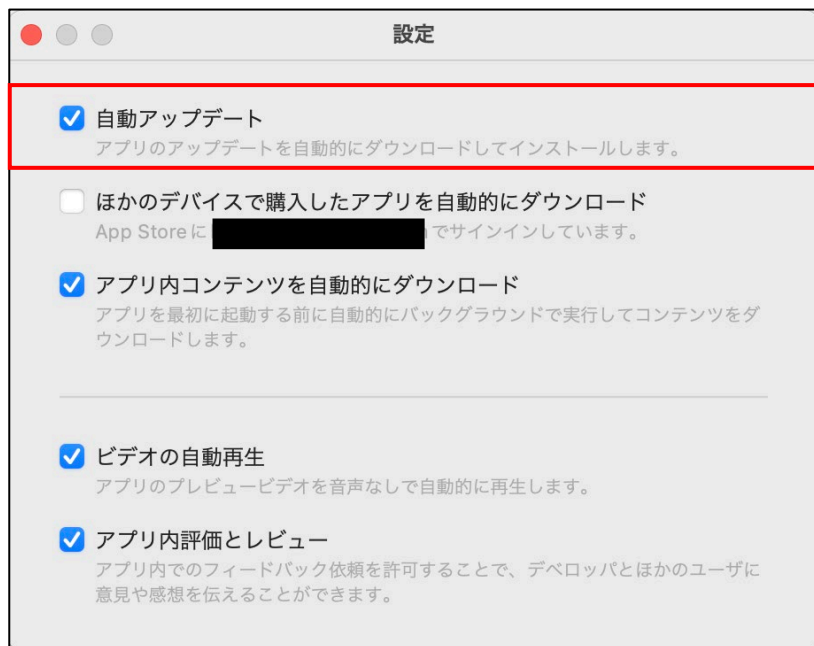 設定
自動アップデート
アプリのアップデートを自動的にダウンロードしてインストールします。
ほかのデバイスで購入したアプリを自動的にダウンロード
App Storeに でサインインしています。
アプリ内コンテンツを自動的にダウンロード
アプリを最初に起動する前に自動的にバックグラウンドで実行してコンテンツをダ
ウンロードします。
ビデオの自動再生
アプリのプレビュービデオを音声なしで自動的に再生します。
アプリ内評価とレビュー
アプリ内でのフィードバック依頼を許可することで、デベロッパとほかのユーザに
意見や感想を伝えることができます。